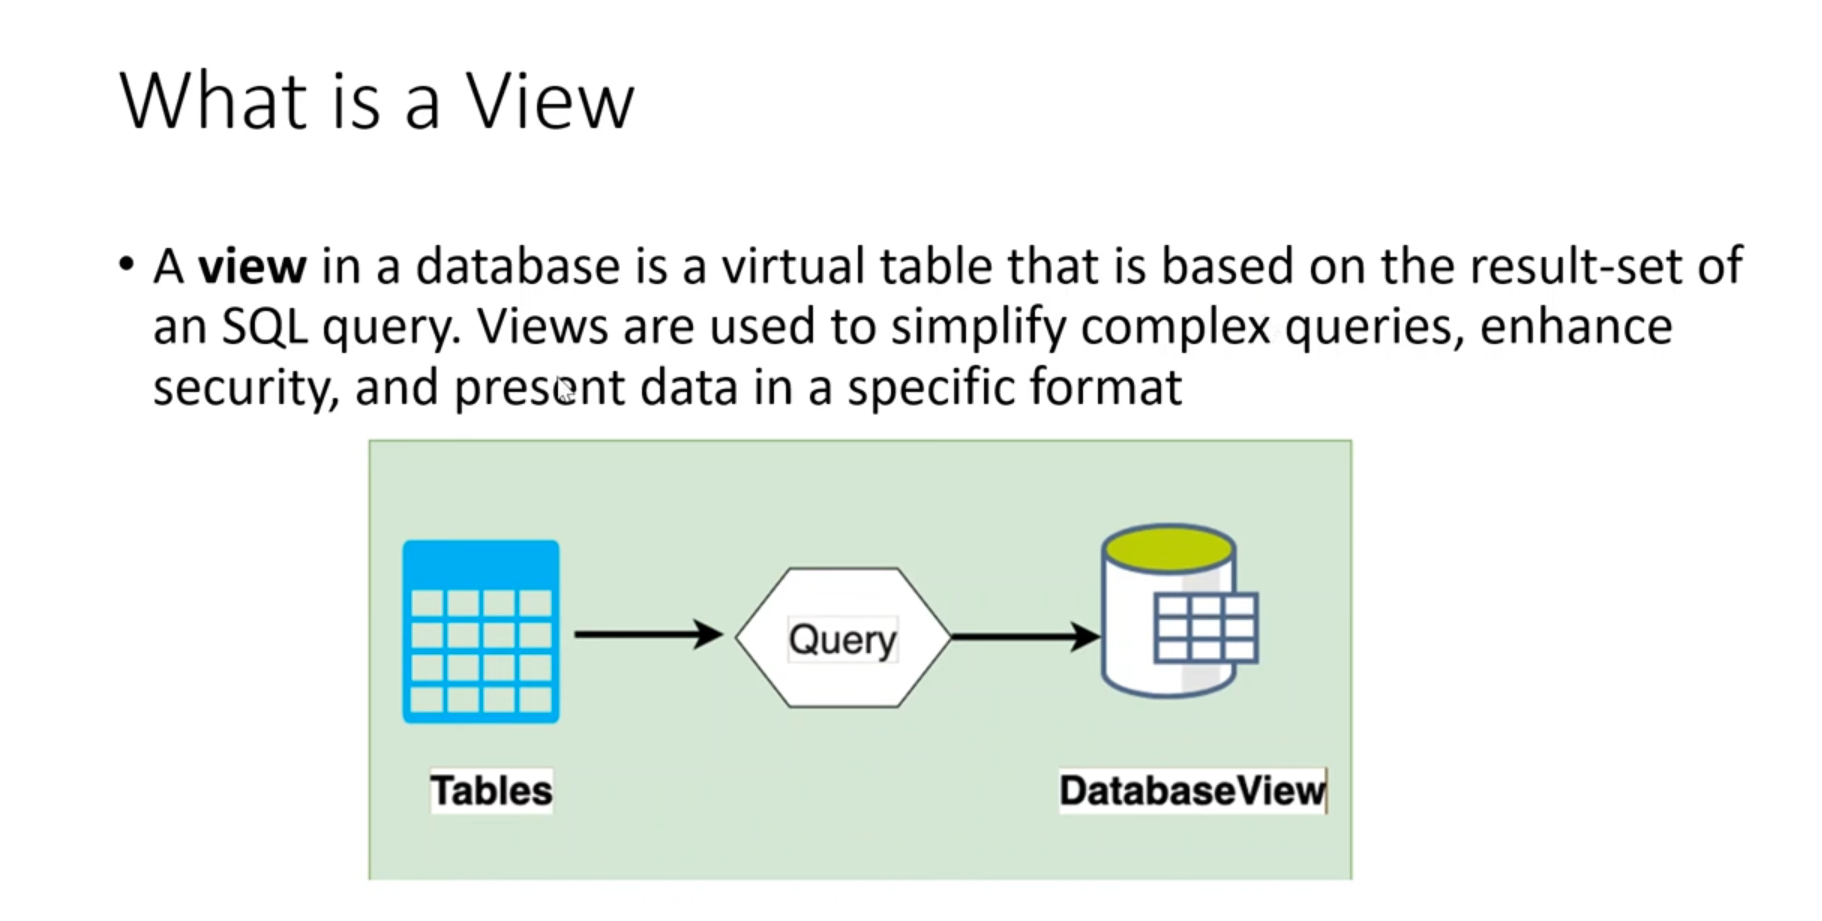 What is a View
• A view in a database is a virtual table that is based on the result-set of
an SQL query. Views are used to simplify complex queries, enhance
security, and present data in a specific format
Query
Tables
DatabaseView